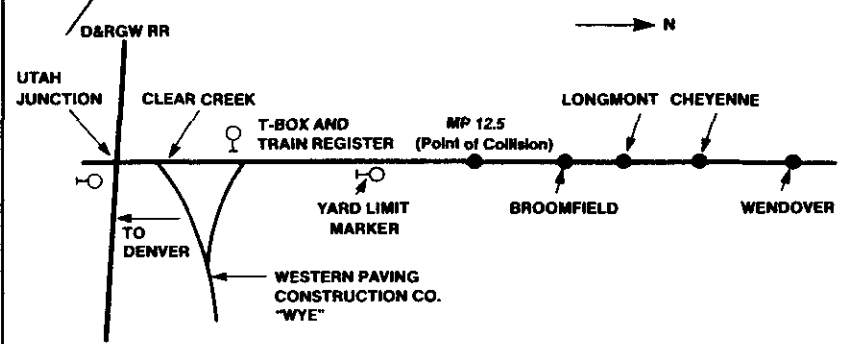 D&RGW RR
N
UTAH
JUNCTION
CLEAR CREEK
T-BOX AND
TRAIN REGISTER
MP 12.5
(Point of Collision)
LONGMONT
CHEYENNE
YARD LIMIT
MARKER
BROOMFIELD
WENDOVER
TO
DENVER
WESTERN PAVING
CONSTRUCTION CO.
"WYE"